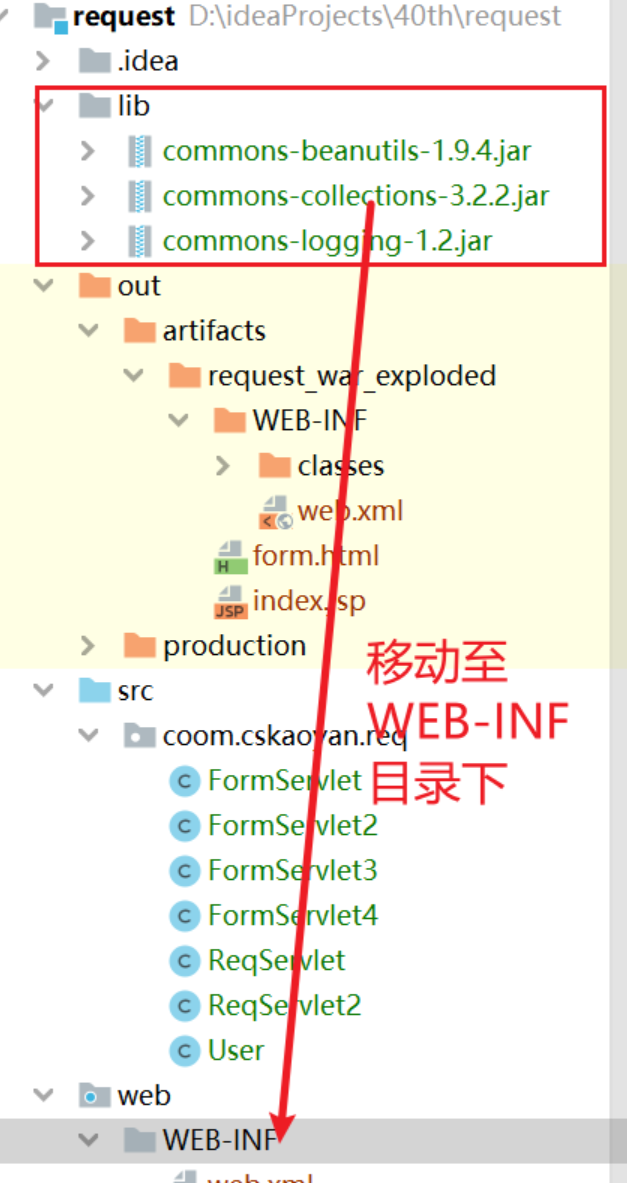 request D:\ideaProjects\40th\request
.idea
lib
commons-beanutils-1.9.4.jar
commons-collections-3.2.2.jar
commons-logging-1.2.jar
out
artifacts
request_war_exploded
WEB-INF
classes
web.xml
H form.html
JSP index.jsp
production
移动至
WEB-INF
目录下
src
coom.cskaoyan.req
C FormServlet
C FormServlet2
C FormServlet3
C FormServlet4
C ReqServlet
C ReqServlet2
C User
web
WEB-INF
web.xml